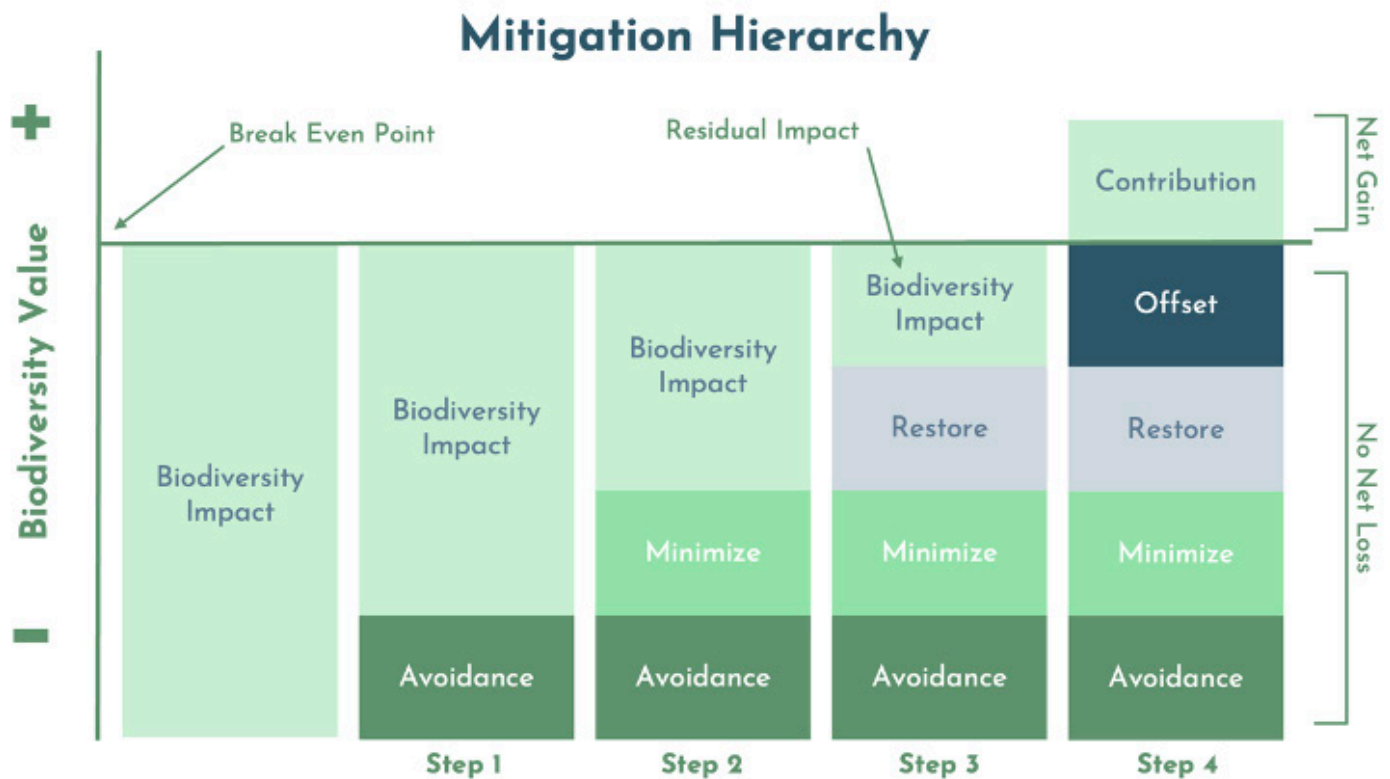 Mitigation Hierarchy
+
Break Even Point
Residual Impact
Net Gain
Contribution
Biodiversity Value
Biodiversity
Impact
Biodiversity
Impact
Biodiversity
Impact
Biodiversity
Impact
Offset
Restore
Restore
No Net Loss
Minimize
Minimize
Minimize
-
Avoidance
Avoidance
Avoidance
Avoidance
Step 1
Step 2
Step 3
Step 4